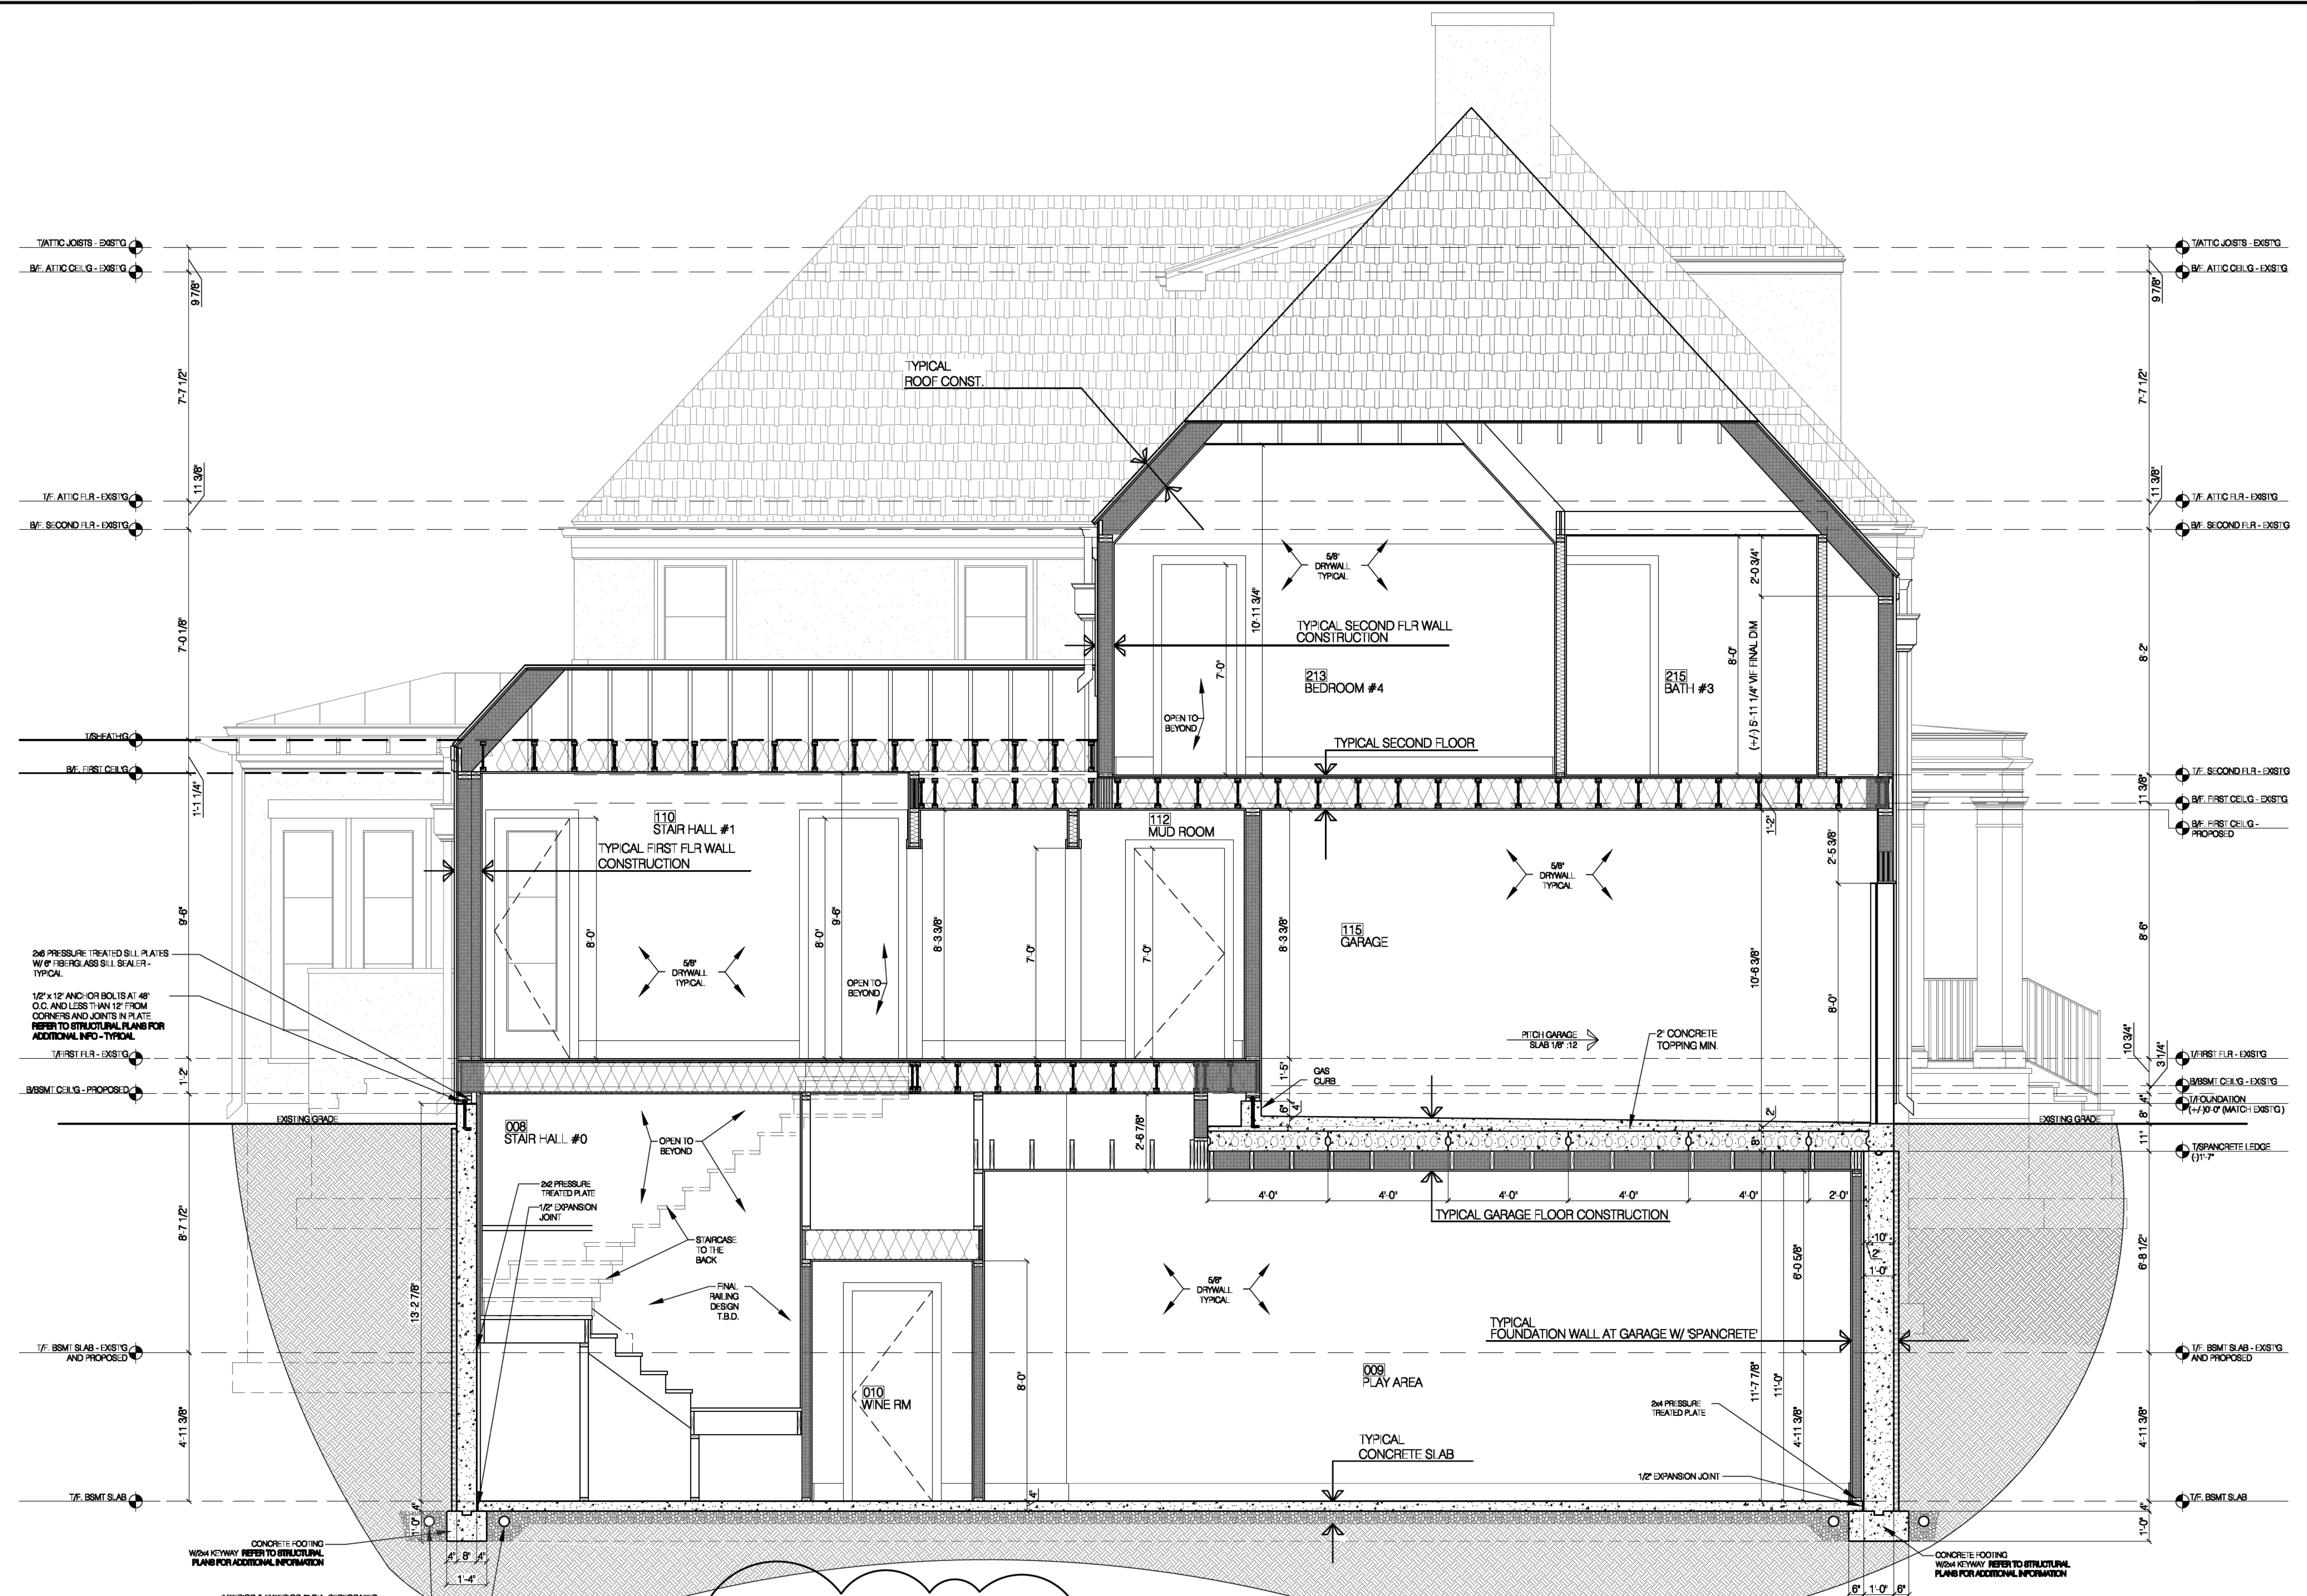 T/ATTIC JOISTS - EXIST'G
B/F. ATTIC CEIL'G - EXIST'G
9 7/8"
7'-7 1/2"
11 3/8"
T/F. ATTIC FLR - EXIST'G
B/F. SECOND FLR - EXIST'G
7'-0 1/8"
T/SHEATH'G
B/F. FIRST CEIL'G
1'-1 1/4"
9'-6"
2x6 PRESSURE TREATED SILL PLATES
W/ 6" FIBERGLASS SILL SEALER -
TYPICAL
1/2" x 12" ANCHOR BOLTS AT 48"
O.C. AND LESS THAN 12" FROM
CORNERS AND JOINTS IN PLATE
REFER TO STRUCTURAL PLANS FOR
ADDITIONAL INFO - TYPICAL
T/FIRST FLR - EXIST'G
1'-2"
B/BSMT CEIL'G - PROPOSED
EXISTING GRADE
8'-7 1/2"
13'-2 7/8"
T/F. BSMT SLAB - EXIST'G
AND PROPOSED
4'-11 3/8"
T/F. BSMT SLAB
4"
1'-0"
CONCRETE FOOTING
W/2x4 KEYWAY REFER TO STRUCTURAL
PLANS FOR ADDITIONAL INFORMATION
4" 8" 4"
1'-4"
TYPICAL
ROOF CONST.
5/8"
DRYWALL
TYPICAL
10'-11 3/4"
TYPICAL SECOND FLR WALL
CONSTRUCTION
7'-0"
213
BEDROOM #4
OPEN TO
BEYOND
TYPICAL SECOND FLOOR
8'-0"
2'-0 3/4"
(+/-) 5'-11 1/4" VIF FINAL DIM
215
BATH #3
110
STAIR HALL #1
TYPICAL FIRST FLR WALL
CONSTRUCTION
8'-0"
5/8"
DRYWALL
TYPICAL
8'-0"
9'-6"
OPEN TO
BEYOND
8'-3 3/8"
7'-0"
112
MUD ROOM
7'-0"
8'-3 3/8"
115
GARAGE
5/8"
DRYWALL
TYPICAL
1'-2"
2'-5 3/8"
10'-6 3/8"
8'-0"
PITCH GARAGE
SLAB 1/8" :12
2" CONCRETE
TOPPING MIN.
1'-5"
GAS
CURB
6"
4"
2"
8"
008
STAIR HALL #0
OPEN TO
BEYOND
2'-6 7/8"
2x2 PRESSURE
TREATED PLATE
1/2" EXPANSION
JOINT
STAIRCASE
TO THE
BACK
FINAL
RAILING
DESIGN
T.B.D.
4'-0" 4'-0" 4'-0" 4'-0" 4'-0" 2'-0"
TYPICAL GARAGE FLOOR CONSTRUCTION
10"
2"
1'-0"
6'-0 5/8"
8'-0"
5/8"
DRYWALL
TYPICAL
TYPICAL
FOUNDATION WALL AT GARAGE W/ 'SPANCRETE'
010
WINE RM
009
PLAY AREA
11'-7 7/8"
11'-0"
4'-11 3/8"
2x4 PRESSURE
TREATED PLATE
TYPICAL
CONCRETE SLAB
1/2" EXPANSION JOINT
4"
T/ATTIC JOISTS - EXIST'G
B/F. ATTIC CEIL'G - EXIST'G
9 7/8"
7'-7 1/2"
11 3/8"
T/F. ATTIC FLR - EXIST'G
B/F. SECOND FLR - EXIST'G
8'-2"
T/F. SECOND FLR - EXIST'G
11 3/8"
B/F. FIRST CEIL'G - EXIST'G
B/F. FIRST CEIL'G -
PROPOSED
8'-6"
10 3/4"
3 1/4"
T/FIRST FLR - EXIST'G
B/BSMT CEIL'G - EXIST'G
4"
T/FOUNDATION
(+/-)0'-0" (MATCH EXIST'G )
8"
EXISTING GRADE
11"
T/SPANCRETE LEDGE
(-)1'-7"
6'-8 1/2"
T/F. BSMT SLAB - EXIST'G
AND PROPOSED
4'-11 3/8"
T/F. BSMT SLAB
4"
1'-0"
CONCRETE FOOTING
W/2x4 KEYWAY REFER TO STRUCTURAL
PLANS FOR ADDITIONAL INFORMATION
6" 1'-0" 6"